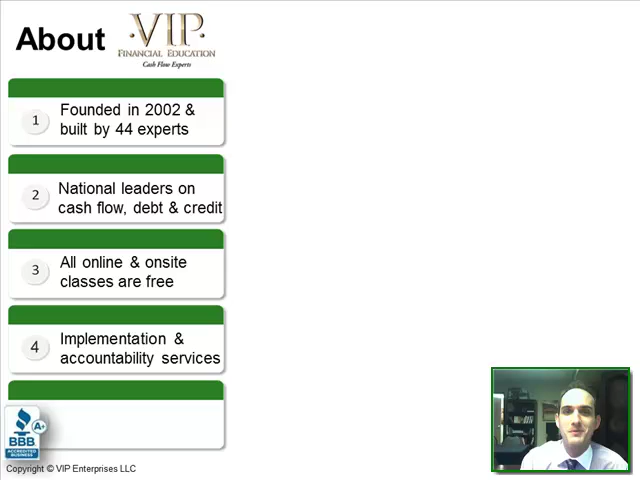 About
·VIP·
FINANCIAL EDUCATION
Cash Flow Experts
1
Founded in 2002 &
built by 44 experts
2
National leaders on
cash flow, debt & credit
3
All online & onsite
classes are free
4
Implementation &
accountability services
A+
BBB
ACCREDITED
BUSINESS
Copyright © VIP Enterprises LLC